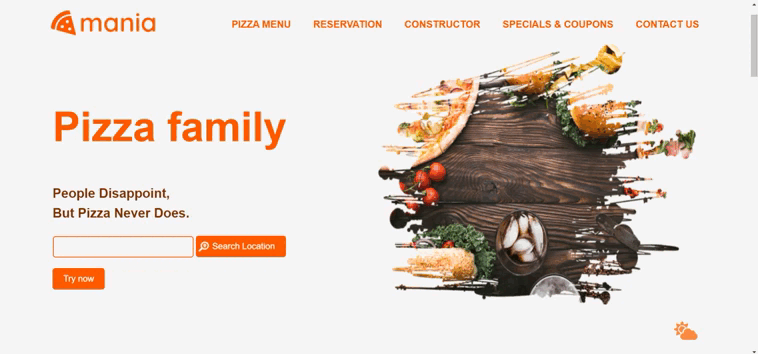 mania
PIZZA MENU RESERVATION CONSTRUCTOR SPECIALS & COUPONS CONTACT US
Pizza family
People Disappoint,
But Pizza Never Does.
Search Location
Try now